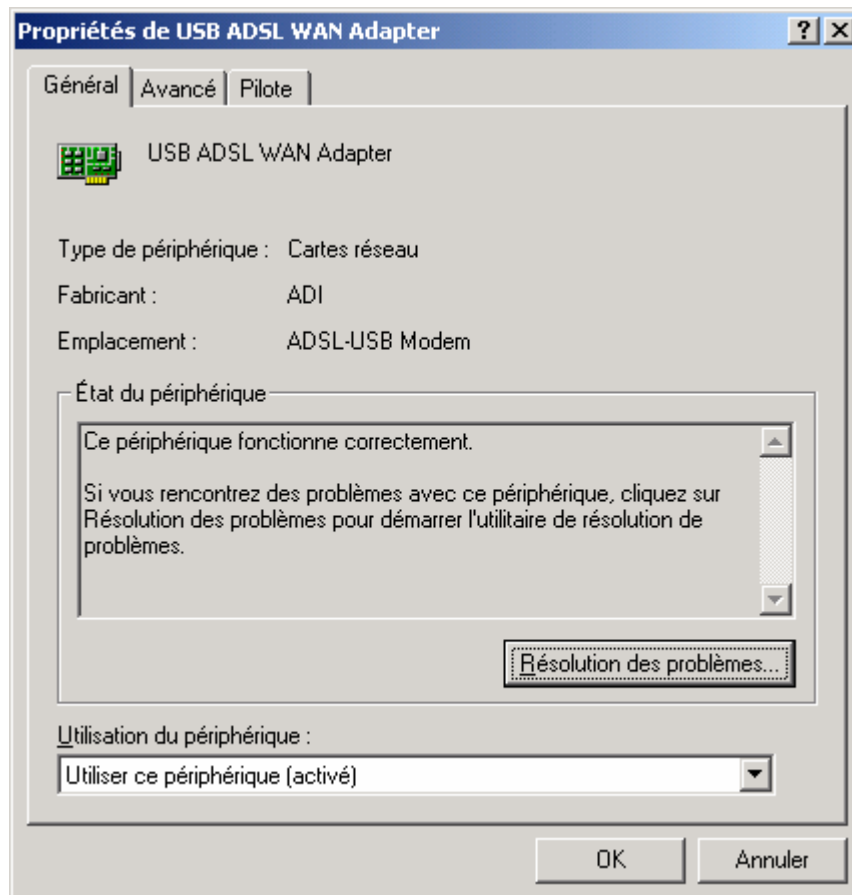 Propriétés de USB ADSL WAN Adapter
Général Avancé Pilote
USB ADSL WAN Adapter
Type de périphérique : Cartes réseau
Fabricant : ADI
Emplacement : ADSL-USB Modem
État du périphérique
Ce périphérique fonctionne correctement.
Si vous rencontrez des problèmes avec ce périphérique, cliquez sur
Résolution des problèmes pour démarrer l'utilitaire de résolution de
problèmes.
Résolution des problèmes...
Utilisation du périphérique :
Utiliser ce périphérique (activé)
OK Annuler